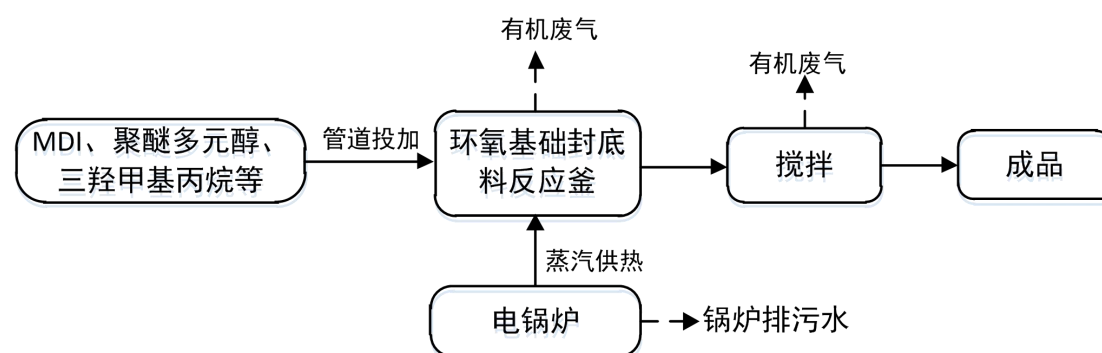 有机废气
有机废气
MDI、聚醚多元醇、
三羟甲基丙烷等
管道投加
环氧基础封底
料反应釜
搅拌
成品
蒸汽供热
电锅炉
锅炉排污水